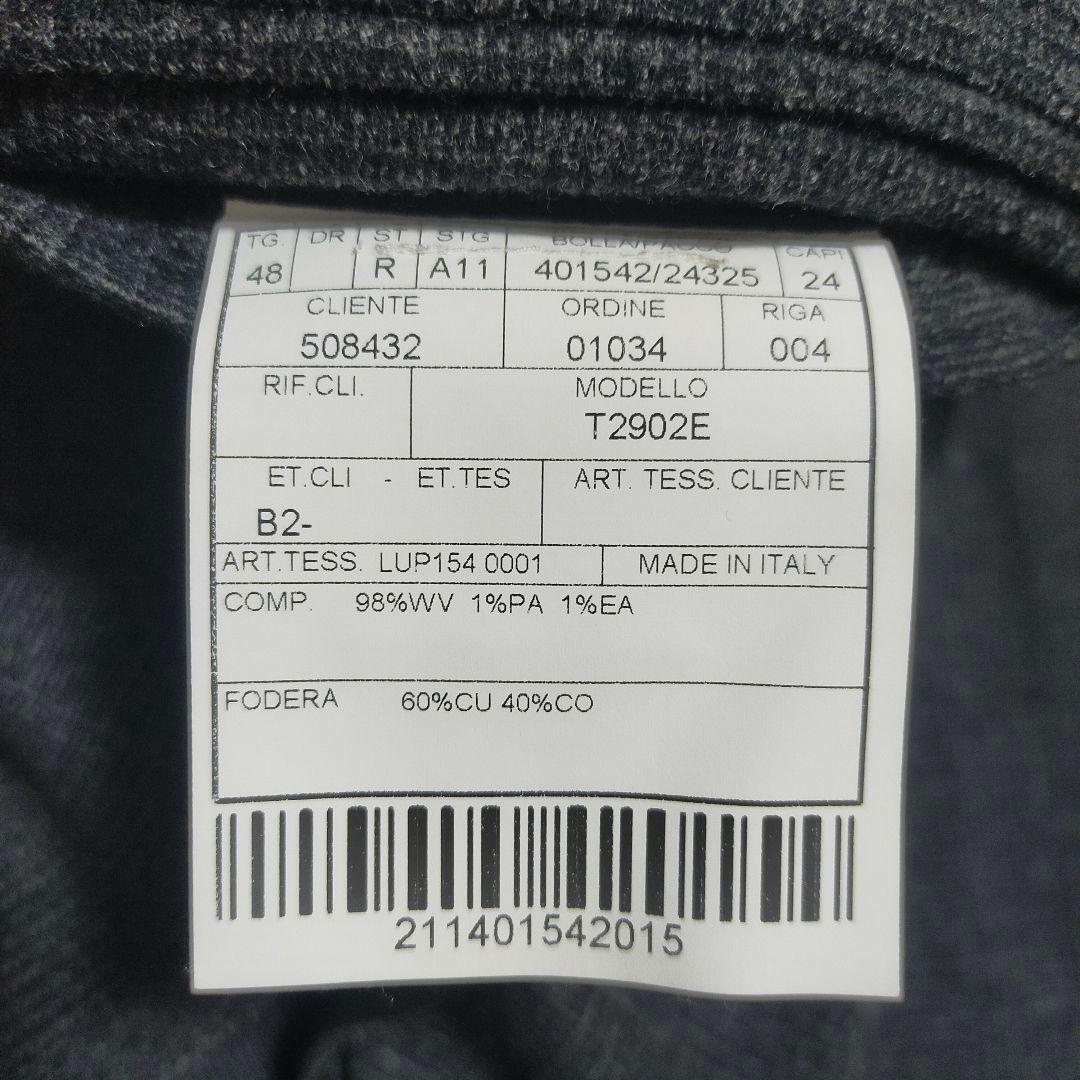 TG. DR ST STG BOLLA/PACCO CAPI
48 R A11 401542/24325 24
CLIENTE ORDINE RIGA
508432 01034 004
RIF.CLI. MODELLO
T2902E
ET.CLI - ET.TES ART. TESS. CLIENTE
B2-
ART.TESS. LUP154 0001 MADE IN ITALY
COMP. 98%WV 1%PA 1%EA
FODERA 60%CU 40%CO
211401542015